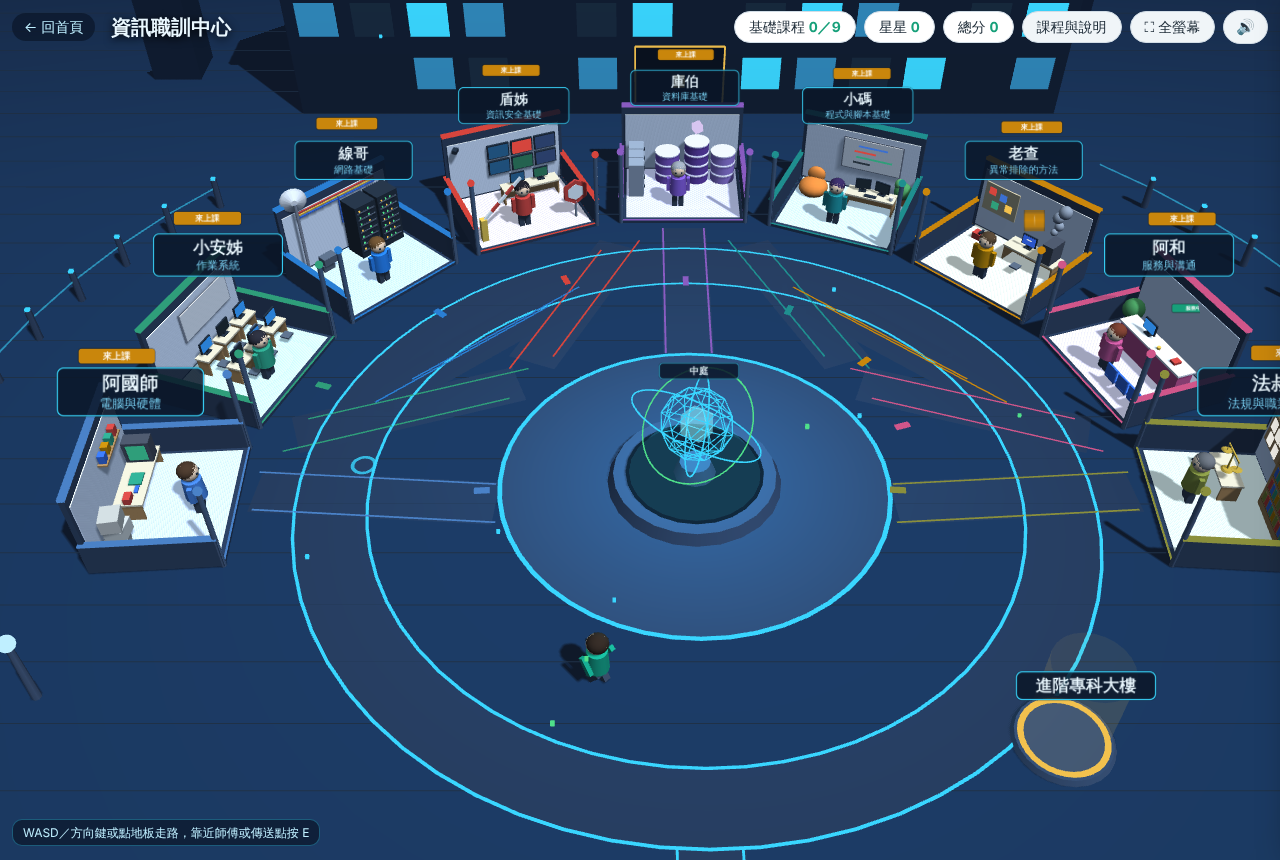 ← 回首頁
資訊職訓中心
基礎課程 0／9
星星 0
總分 0
課程與說明
全螢幕
來上課
庫伯
資料庫基礎
來上課
盾姊
資訊安全基礎
來上課
小碼
程式與腳本基礎
來上課
線哥
網路基礎
來上課
老查
異常排除的方法
來上課
小安姊
作業系統
來上課
阿和
服務與溝通
來上課
阿國師
電腦與硬體
中庭
進階專科大樓
WASD／方向鍵或點地板走路，靠近師傅或傳送點按 E